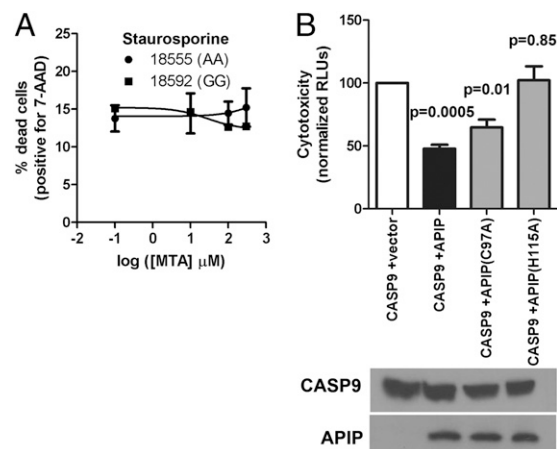 A
Staurosporine
18555 (AA)
18592 (GG)
% dead cells
(positive for 7-AAD)
25
20
15
10
5
0
-2
-1
0
1
2
3
log ([MTA] μM)
B
Cytotoxicity
(normalized RLUs)
100
50
0
p=0.0005
p=0.01
p=0.85
CASP9 +vector
CASP9 +APIP
CASP9 +APIP(C97A)
CASP9 +APIP(H115A)
CASP9
APIP